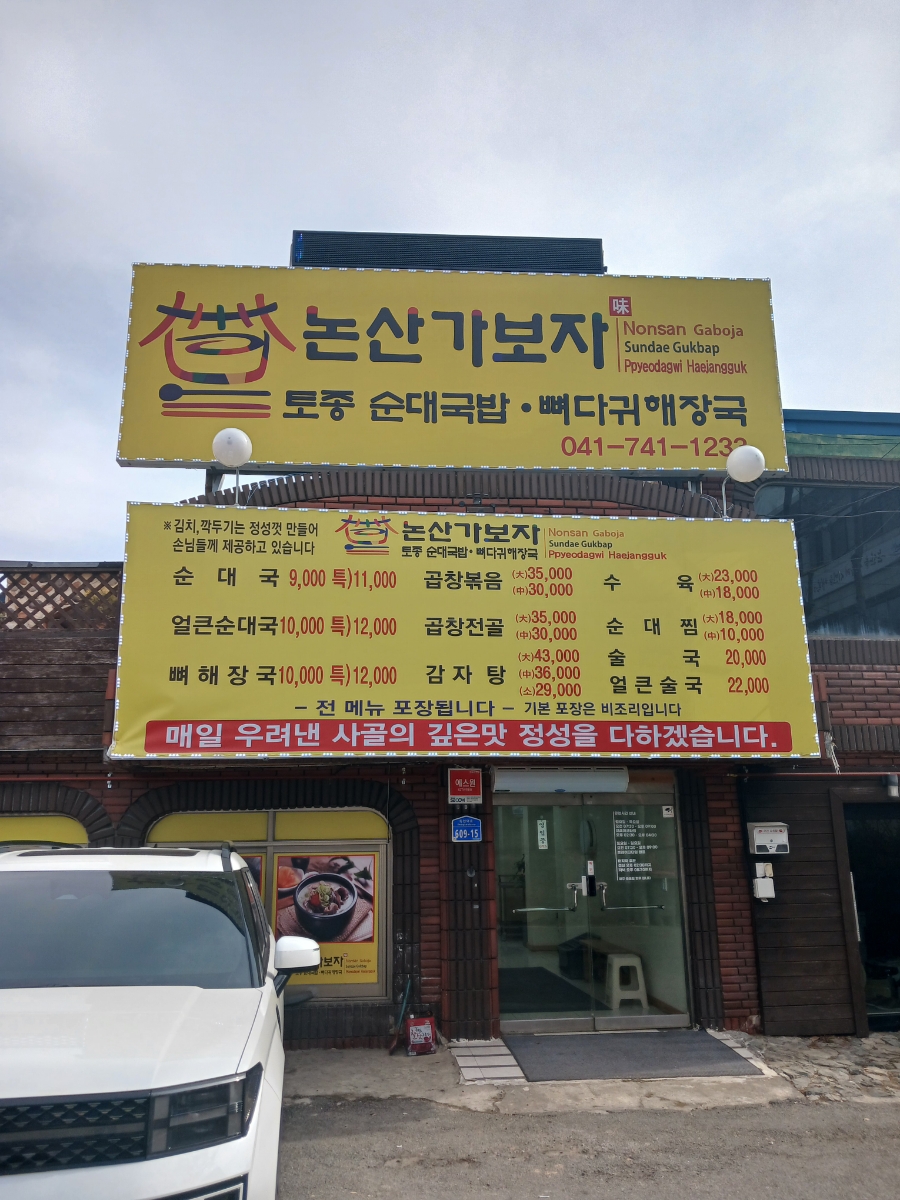 味
논산가보자
Nonsan Gaboja
Sundae Gukbap
Ppyeodagwi Haejangguk
토종 순대국밥 • 뼈다귀해장국
041-741-1233
※김치,깍두기는 정성껏 만들어
손님들께 제공하고 있습니다
논산가보자
토종 순대국밥 • 뼈다귀해장국
Nonsan Gaboja
Sundae Gukbap
Ppyeodagwi Haejangguk
순 대 국 9,000 특)11,000
얼큰순대국 10,000 특)12,000
뼈 해 장 국 10,000 특)12,000
곱창볶음 (大)35,000
(中)30,000
곱창전골 (大)35,000
(中)30,000
감 자 탕 (大)43,000
(中)36,000
(소)29,000
수 육 (大)23,000
(中)18,000
순 대 찜 (大)18,000
(中)10,000
술 국 20,000
얼큰술국 22,000
– 전 메뉴 포장됩니다 – 기본 포장은 비조리입니다
매일 우려낸 사골의 깊은맛 정성을 다하겠습니다.
에스원
609-15
보자